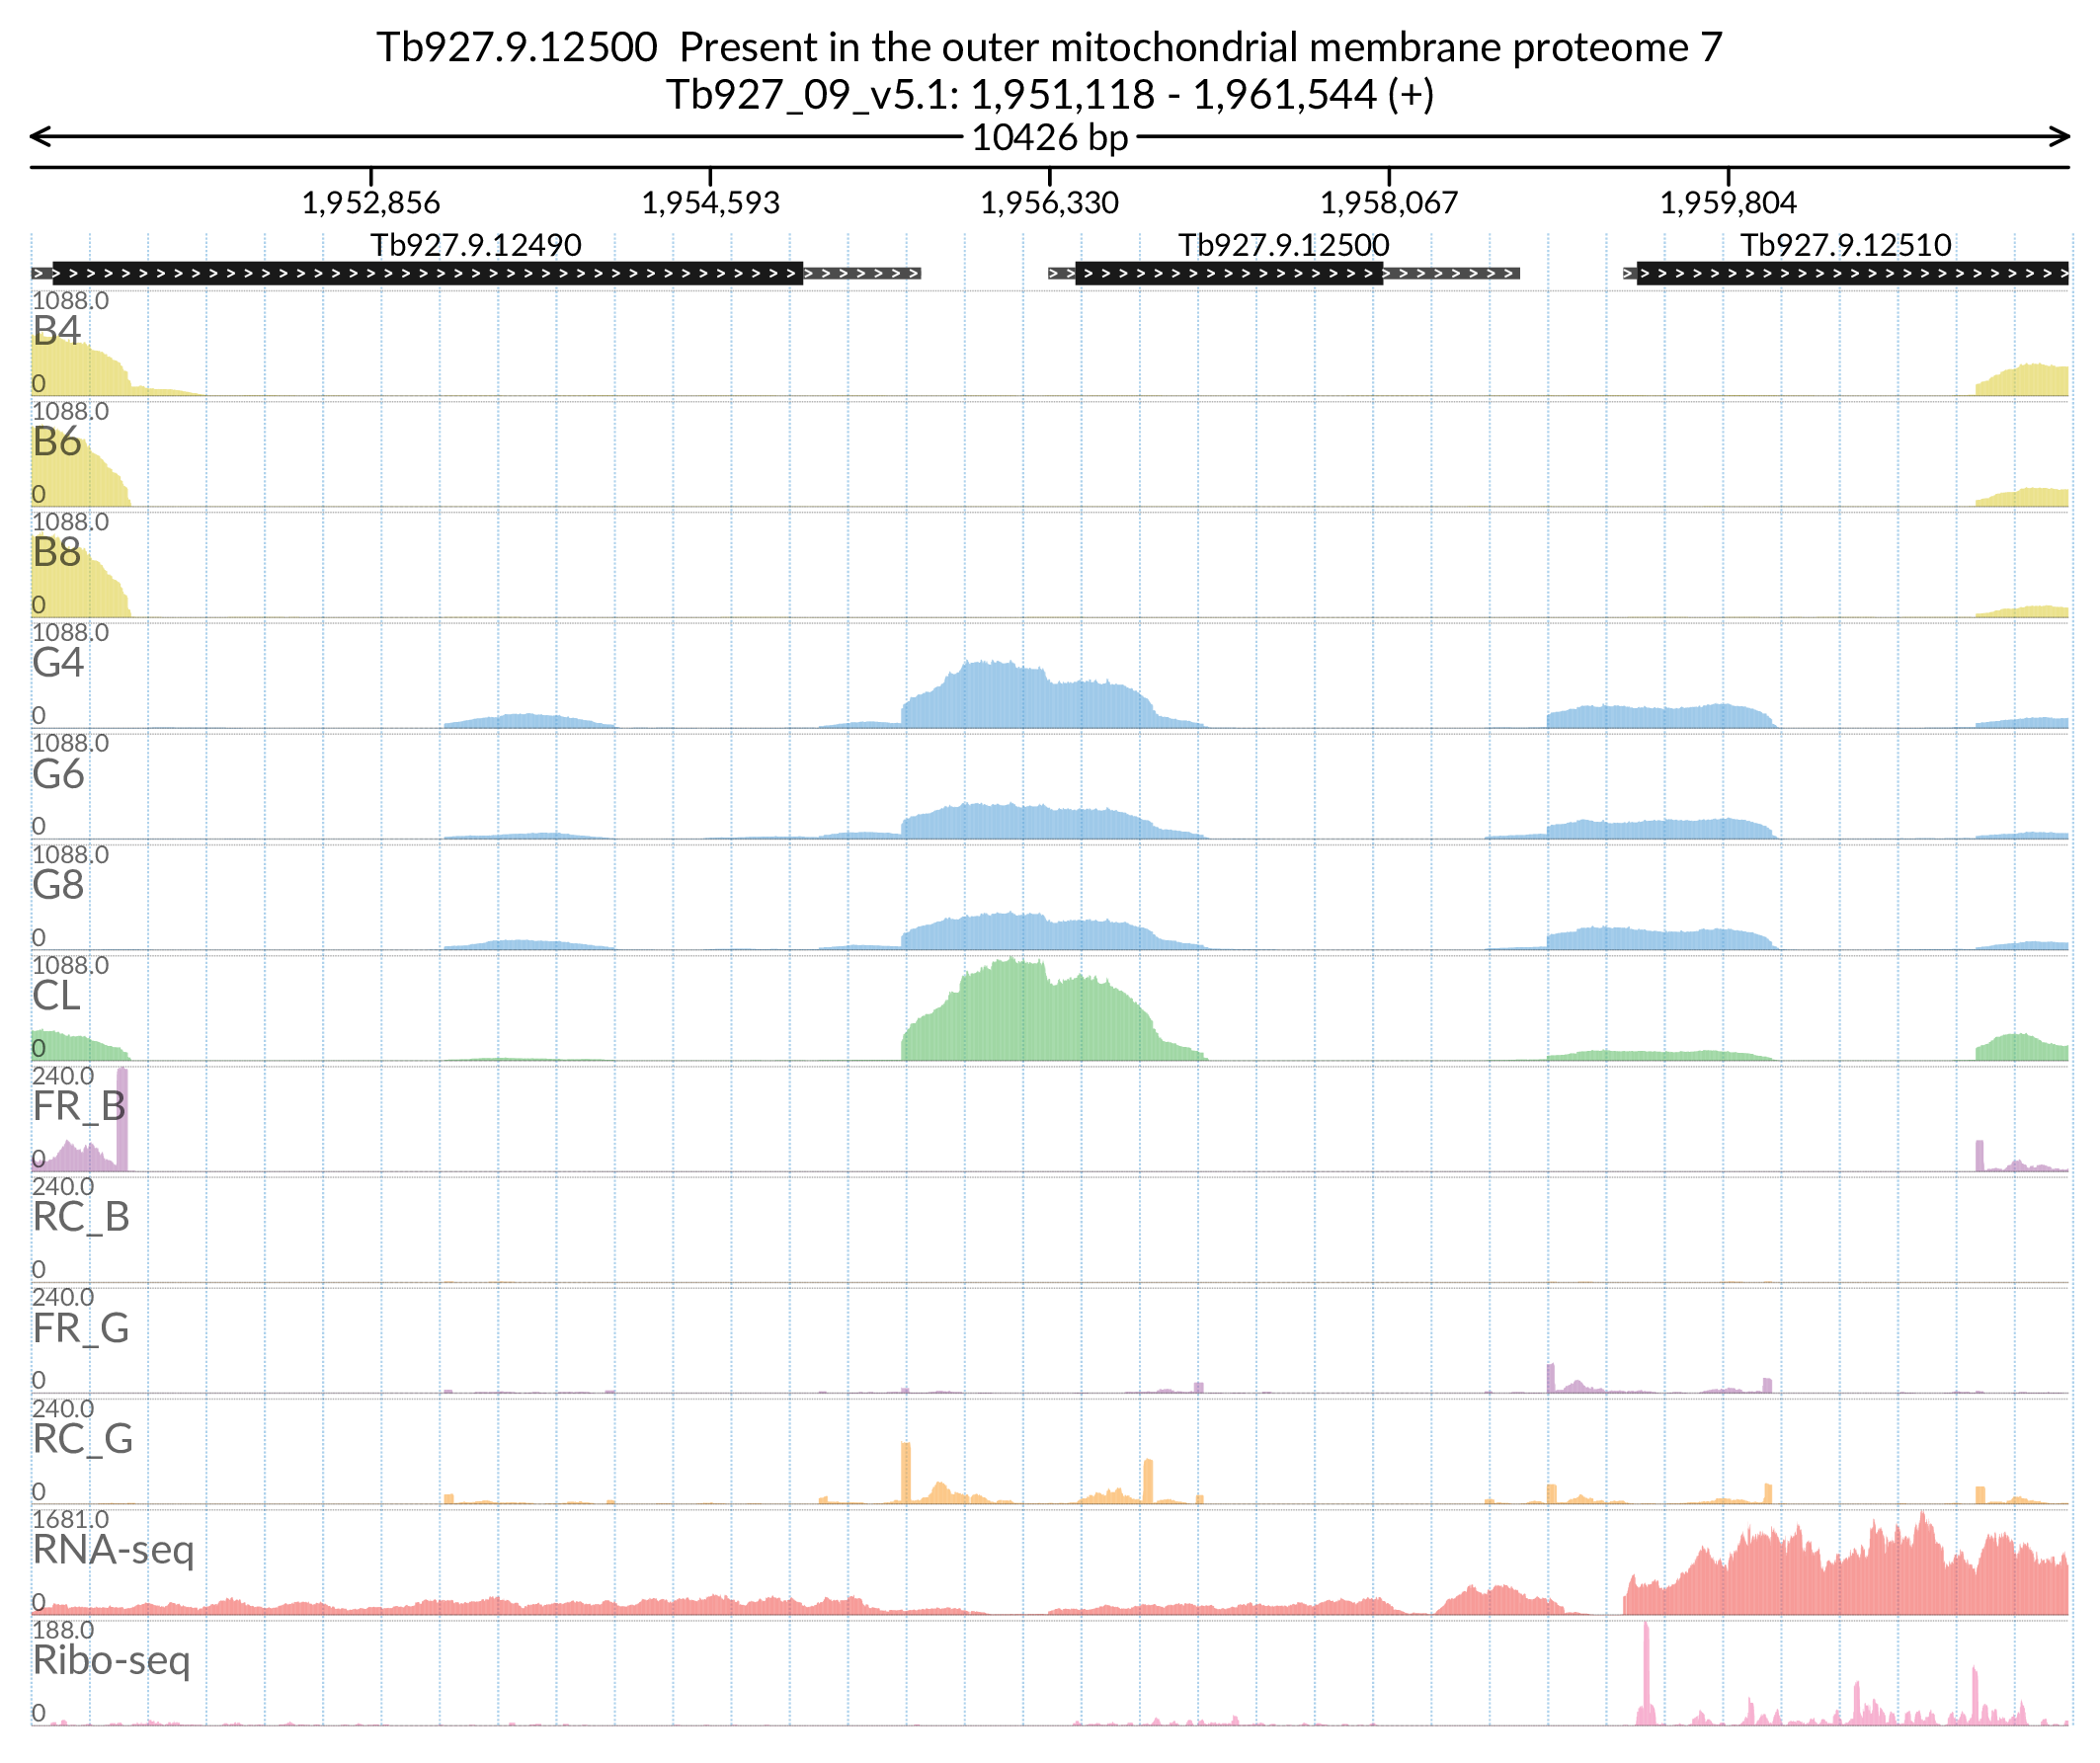 Tb927.9.12500  Present in the outer mitochondrial membrane proteome 7
Tb927_09_v5.1: 1,951,118 - 1,961,544 (+)
10426 bp
1,952,856 1,954,593 1,956,330 1,958,067 1,959,804
Tb927.9.12490 Tb927.9.12500 Tb927.9.12510
1088.0
B4
0
1088.0
B6
0
1088.0
B8
0
1088.0
G4
0
1088.0
G6
0
1088.0
G8
0
1088.0
CL
0
240.0
FR_B
0
240.0
RC_B
0
240.0
FR_G
0
240.0
RC_G
0
1681.0
RNA-seq
0
188.0
Ribo-seq
0